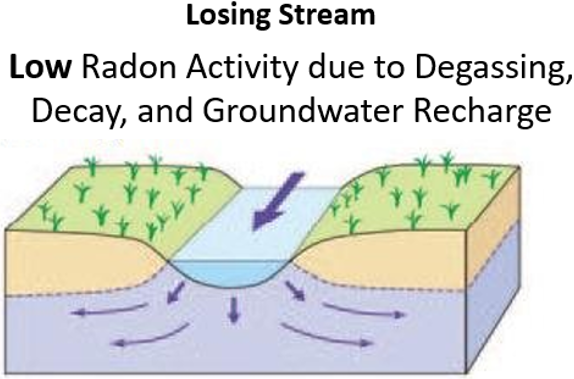 Losing Stream
Low Radon Activity due to Degassing,
Decay, and Groundwater Recharge